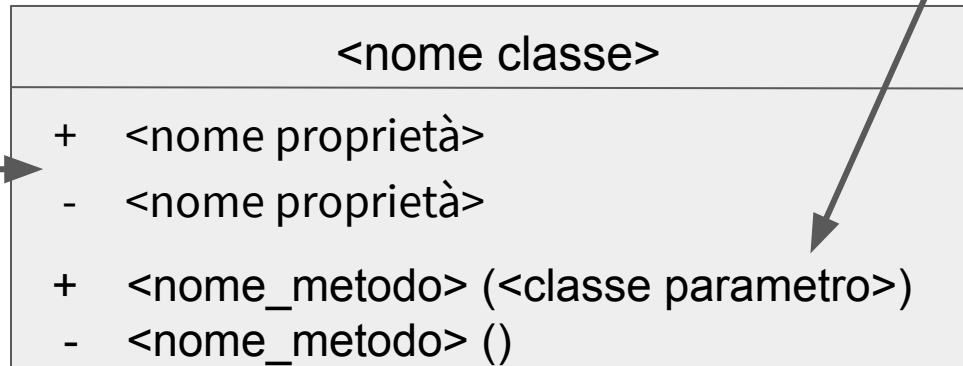 <nome classe>
+ <nome proprietà>
- <nome proprietà>
+ <nome_metodo> (<classe parametro>)
- <nome_metodo> ()